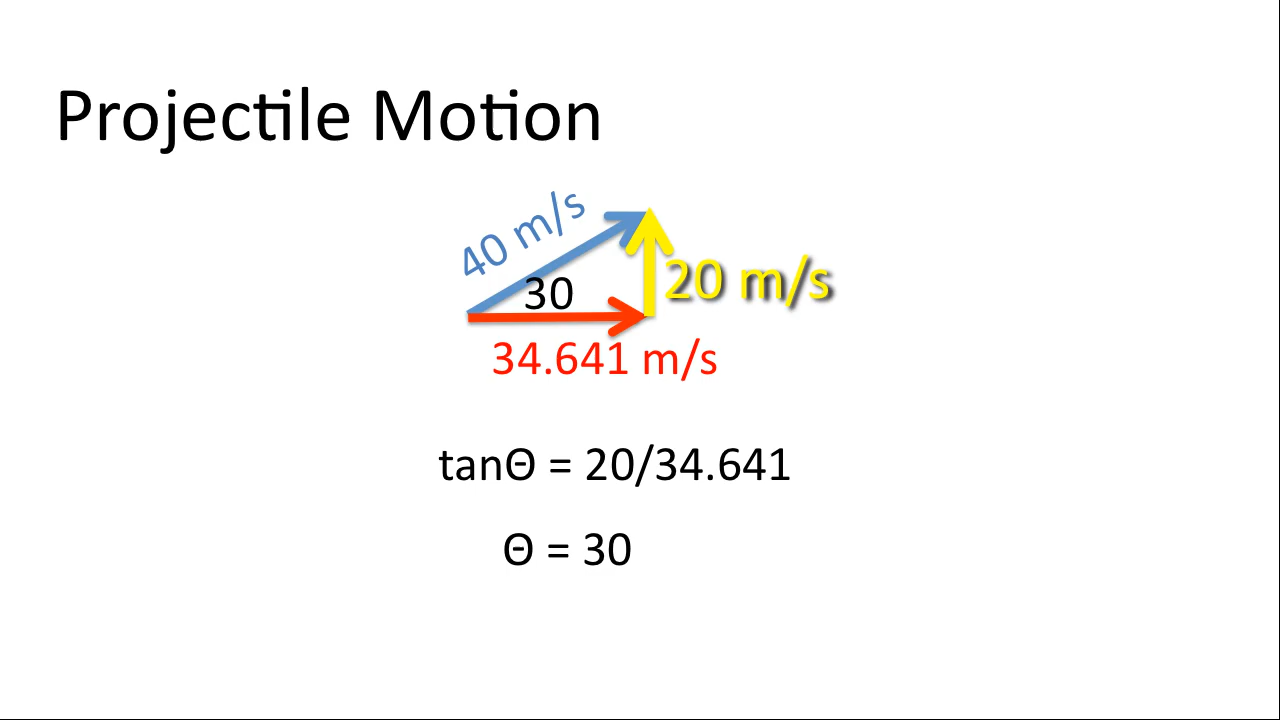 Projectile Motion
40 m/s
30
20 m/s
34.641 m/s
tanΘ = 20/34.641
Θ = 30